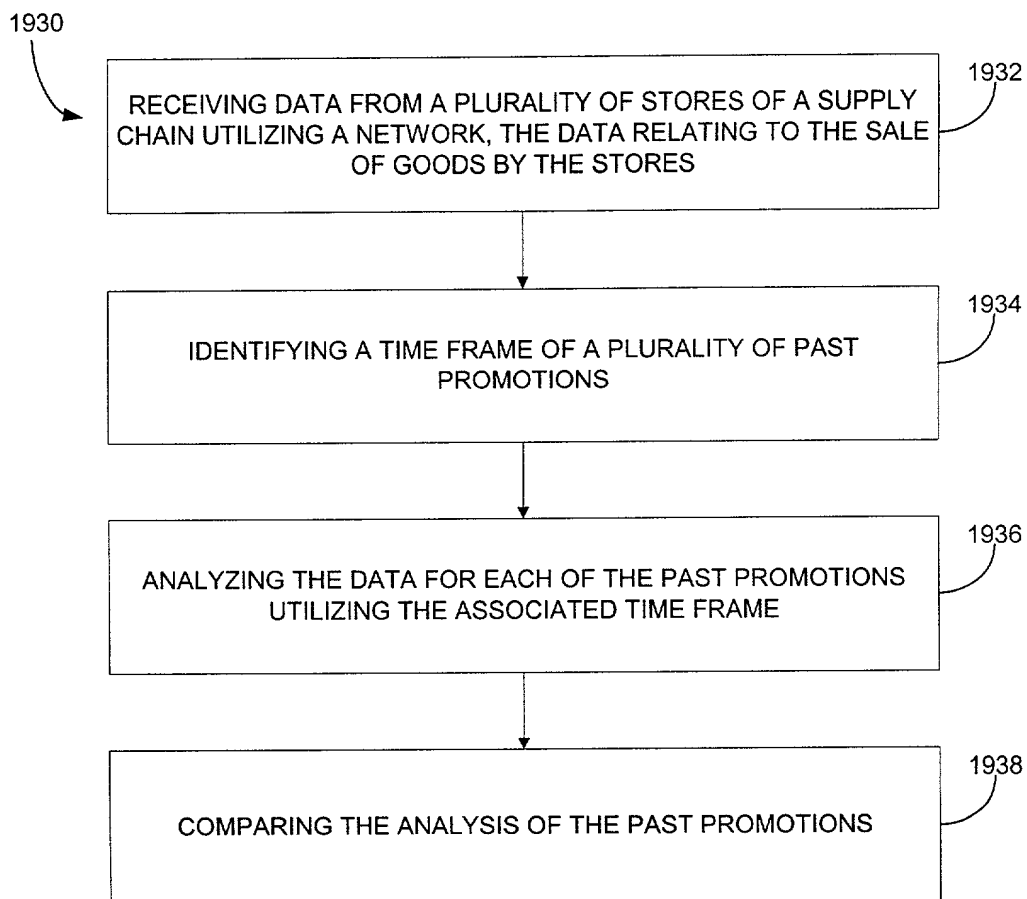 1930
1932
RECEIVING DATA FROM A PLURALITY OF STORES OF A SUPPLY
CHAIN UTILIZING A NETWORK, THE DATA RELATING TO THE SALE
OF GOODS BY THE STORES
1934
IDENTIFYING A TIME FRAME OF A PLURALITY OF PAST
PROMOTIONS
1936
ANALYZING THE DATA FOR EACH OF THE PAST PROMOTIONS
UTILIZING THE ASSOCIATED TIME FRAME
1938
COMPARING THE ANALYSIS OF THE PAST PROMOTIONS